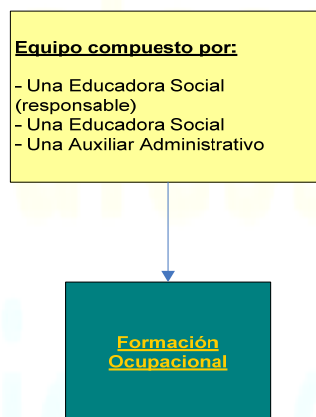 Equipo compuesto por:
- Una Educadora Social
(responsable)
- Una Educadora Social
- Una Auxiliar Administrativo
Formación
Ocupacional